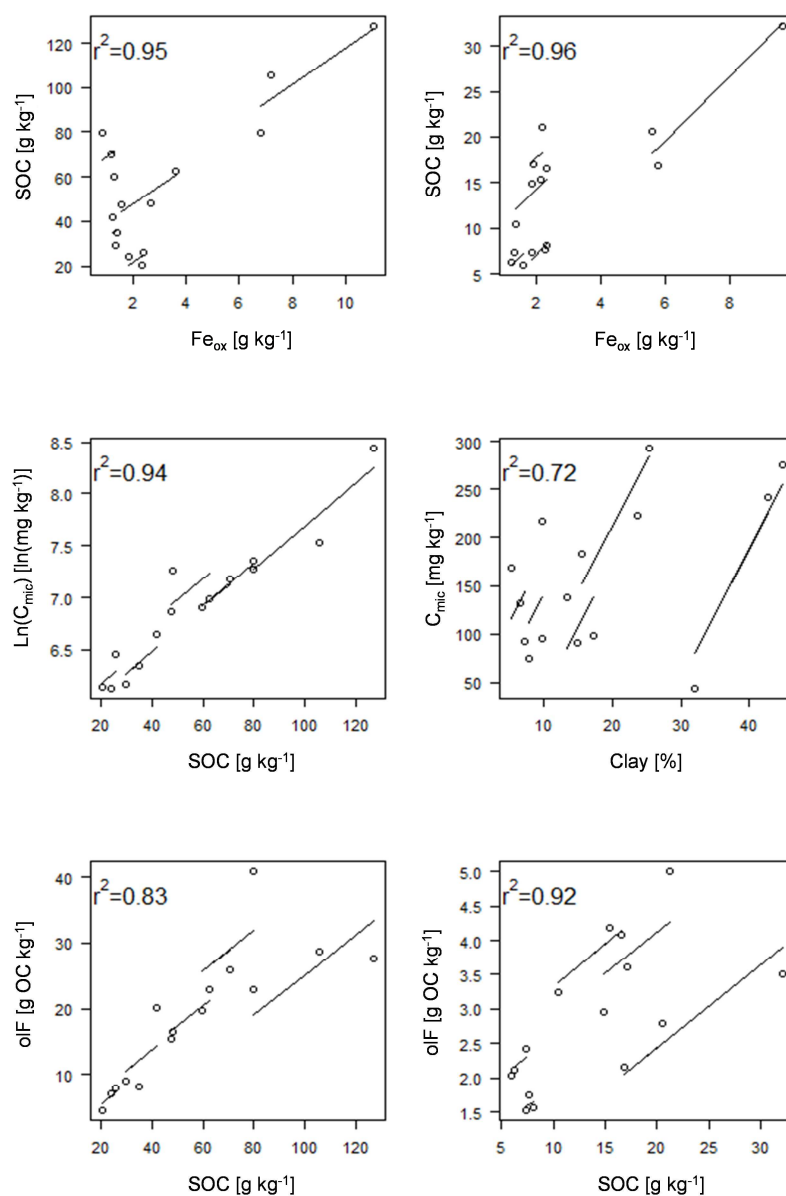 r²=0.95
120
100
80
60
40
20
SOC [g kg⁻¹]
2 4 6 8 10
Feₒₓ [g kg⁻¹]
r²=0.96
30
25
20
15
10
5
SOC [g kg⁻¹]
2 4 6 8
Feₒₓ [g kg⁻¹]
r²=0.94
8.5
8.0
7.5
7.0
6.5
Ln(Cmic) [ln(mg kg⁻¹)]
20 40 60 80 100 120
SOC [g kg⁻¹]
r²=0.72
300
250
200
150
100
50
Cmic [mg kg⁻¹]
10 20 30 40
Clay [%]
r²=0.83
40
30
20
10
olF [g OC kg⁻¹]
20 40 60 80 100 120
SOC [g kg⁻¹]
r²=0.92
5.0
4.5
4.0
3.5
3.0
2.5
2.0
1.5
olF [g OC kg⁻¹]
5 10 15 20 25 30
SOC [g kg⁻¹]